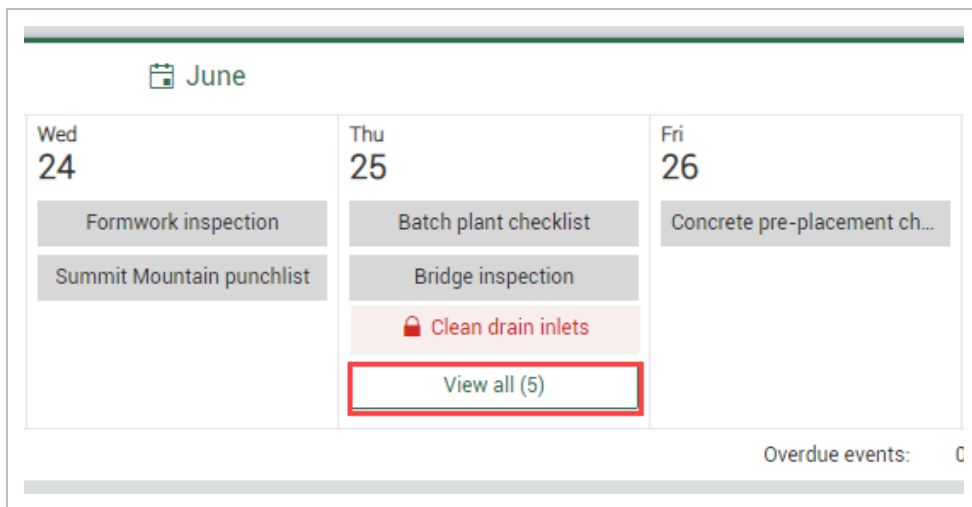 June
Wed
24
Formwork inspection
Summit Mountain punchlist
Thu
25
Batch plant checklist
Bridge inspection
Clean drain inlets
View all (5)
Fri
26
Concrete pre-placement ch...
Overdue events: 0